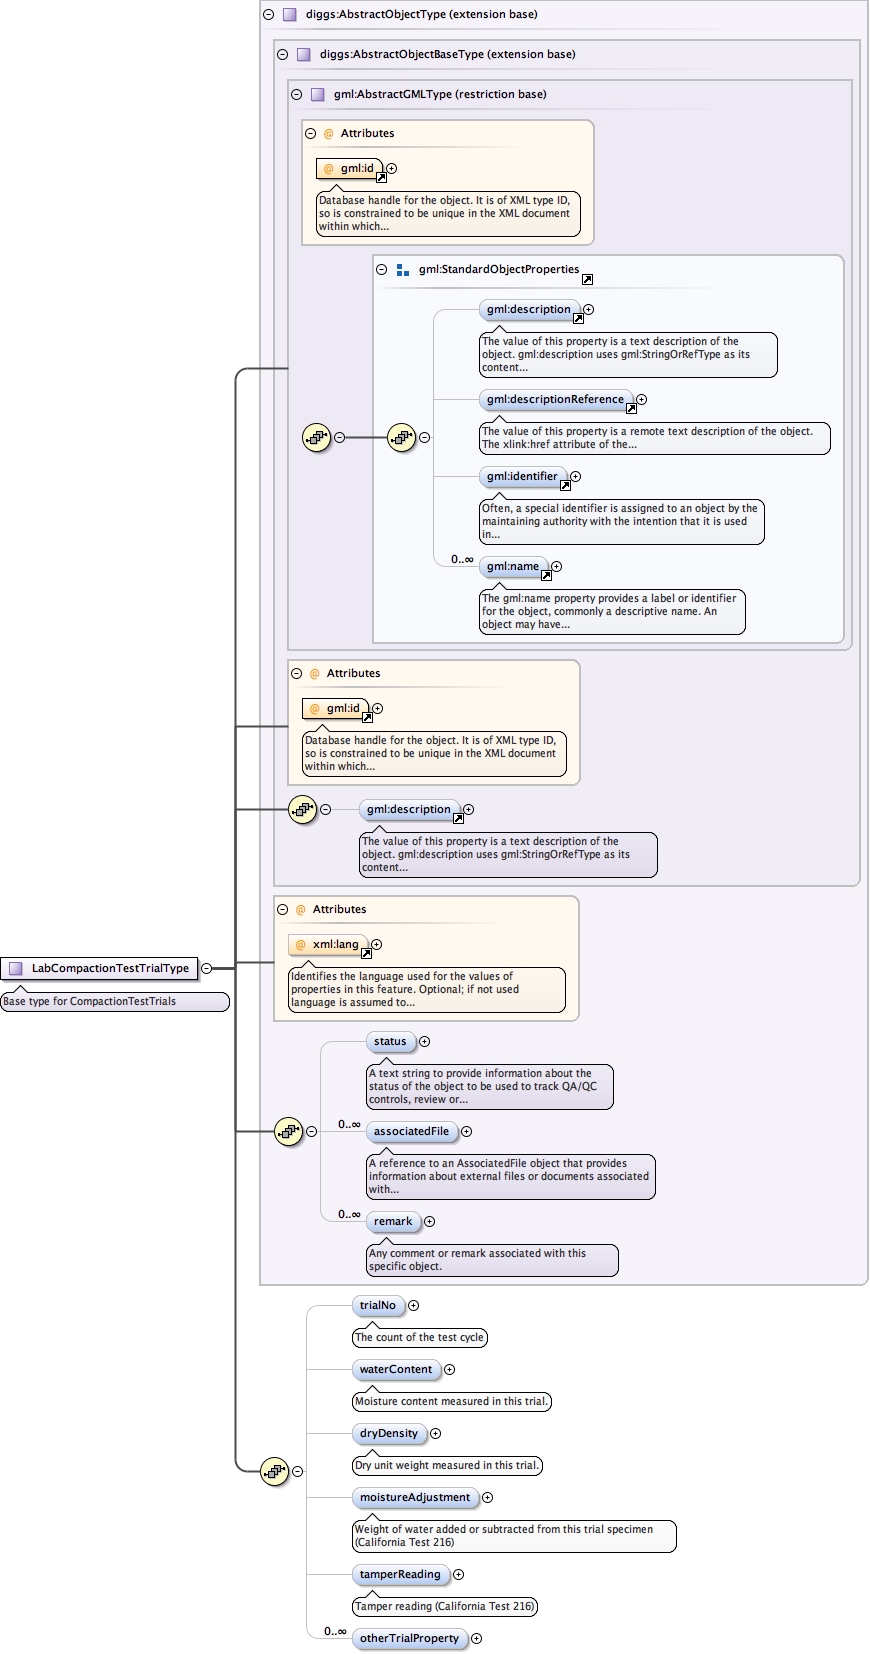 diggs:AbstractObjectType (extension base)
diggs:AbstractObjectBaseType (extension base)
gml:AbstractGMLType (restriction base)
@ Attributes
@ gml:id
Database handle for the object. It is of XML type ID,
so is constrained to be unique in the XML document
within which...
gml:StandardObjectProperties
gml:description
The value of this property is a text description of the
object. gml:description uses gml:StringOrRefType as its
content...
gml:descriptionReference
The value of this property is a remote text description of the object.
The xlink:href attribute of the...
gml:identifier
Often, a special identifier is assigned to an object by the
maintaining authority with the intention that it is used
in...
0..∞
gml:name
The gml:name property provides a label or identifier
for the object, commonly a descriptive name. An
object may have...
@ Attributes
@ gml:id
Database handle for the object. It is of XML type ID,
so is constrained to be unique in the XML document
within which...
gml:description
The value of this property is a text description of the
object. gml:description uses gml:StringOrRefType as its
content...
@ Attributes
@ xml:lang
Identifies the language used for the values of
properties in this feature. Optional; if not used
language is assumed to...
LabCompactionTestTrialType
Base type for CompactionTestTrials
status
A text string to provide information about the
status of the object to be used to track QA/QC
controls, review or...
0..∞
associatedFile
A reference to an AssociatedFile object that provides
information about external files or documents associated
with...
0..∞
remark
Any comment or remark associated with this
specific object.
trialNo
The count of the test cycle
waterContent
Moisture content measured in this trial.
dryDensity
Dry unit weight measured in this trial.
moistureAdjustment
Weight of water added or subtracted from this trial specimen
(California Test 216)
tamperReading
Tamper reading (California Test 216)
0..∞
otherTrialProperty